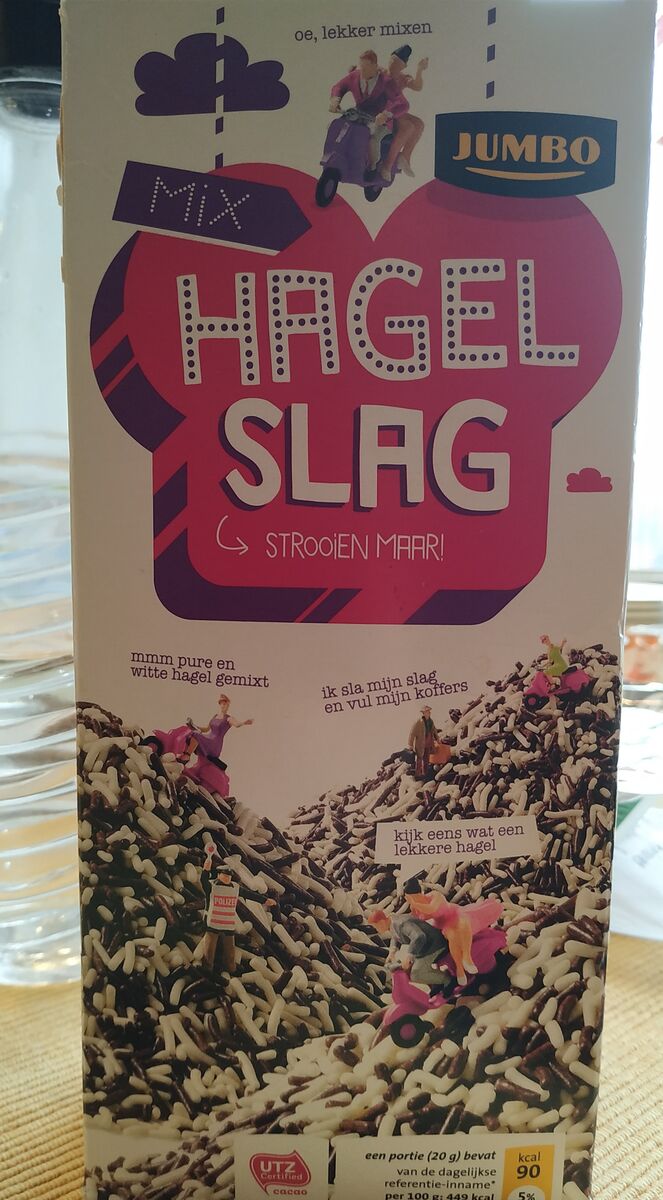 oe, lekker mixen
JUMBO
MiX
HAGEL
SLAG
STROOIEN MAAR!
mmm pure en
witte hagel gemixt
ik sla mijn slag
en vul mijn koffers
kijk eens wat een
lekkere hagel
POLIZEI
UTZ
Certified
cacao
een portie (20 g) bevat
van de dagelijkse
referentie-inname*
per 100 g: 449 kcal
kcal
90
5%